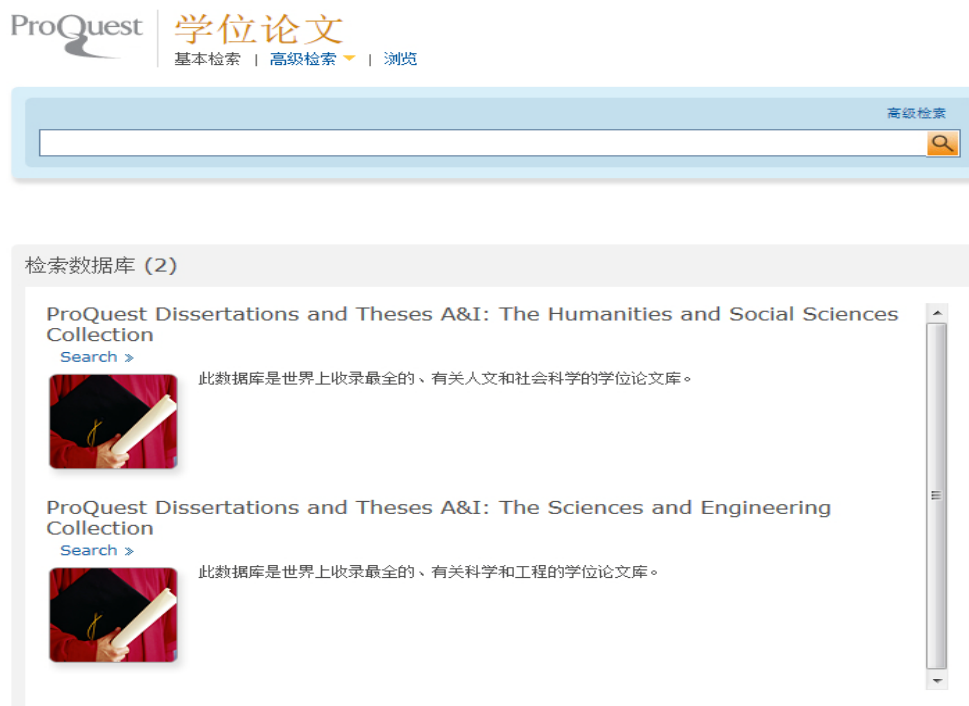 ProQuest
学位论文
基本检索 | 高级检索 | 浏览
高级检索
检索数据库 (2)
ProQuest Dissertations and Theses A&I: The Humanities and Social Sciences
Collection
Search »
此数据库是世界上收录最全的、有关人文和社会科学的学位论文库。
ProQuest Dissertations and Theses A&I: The Sciences and Engineering
Collection
Search »
此数据库是世界上收录最全的、有关科学和工程的学位论文库。